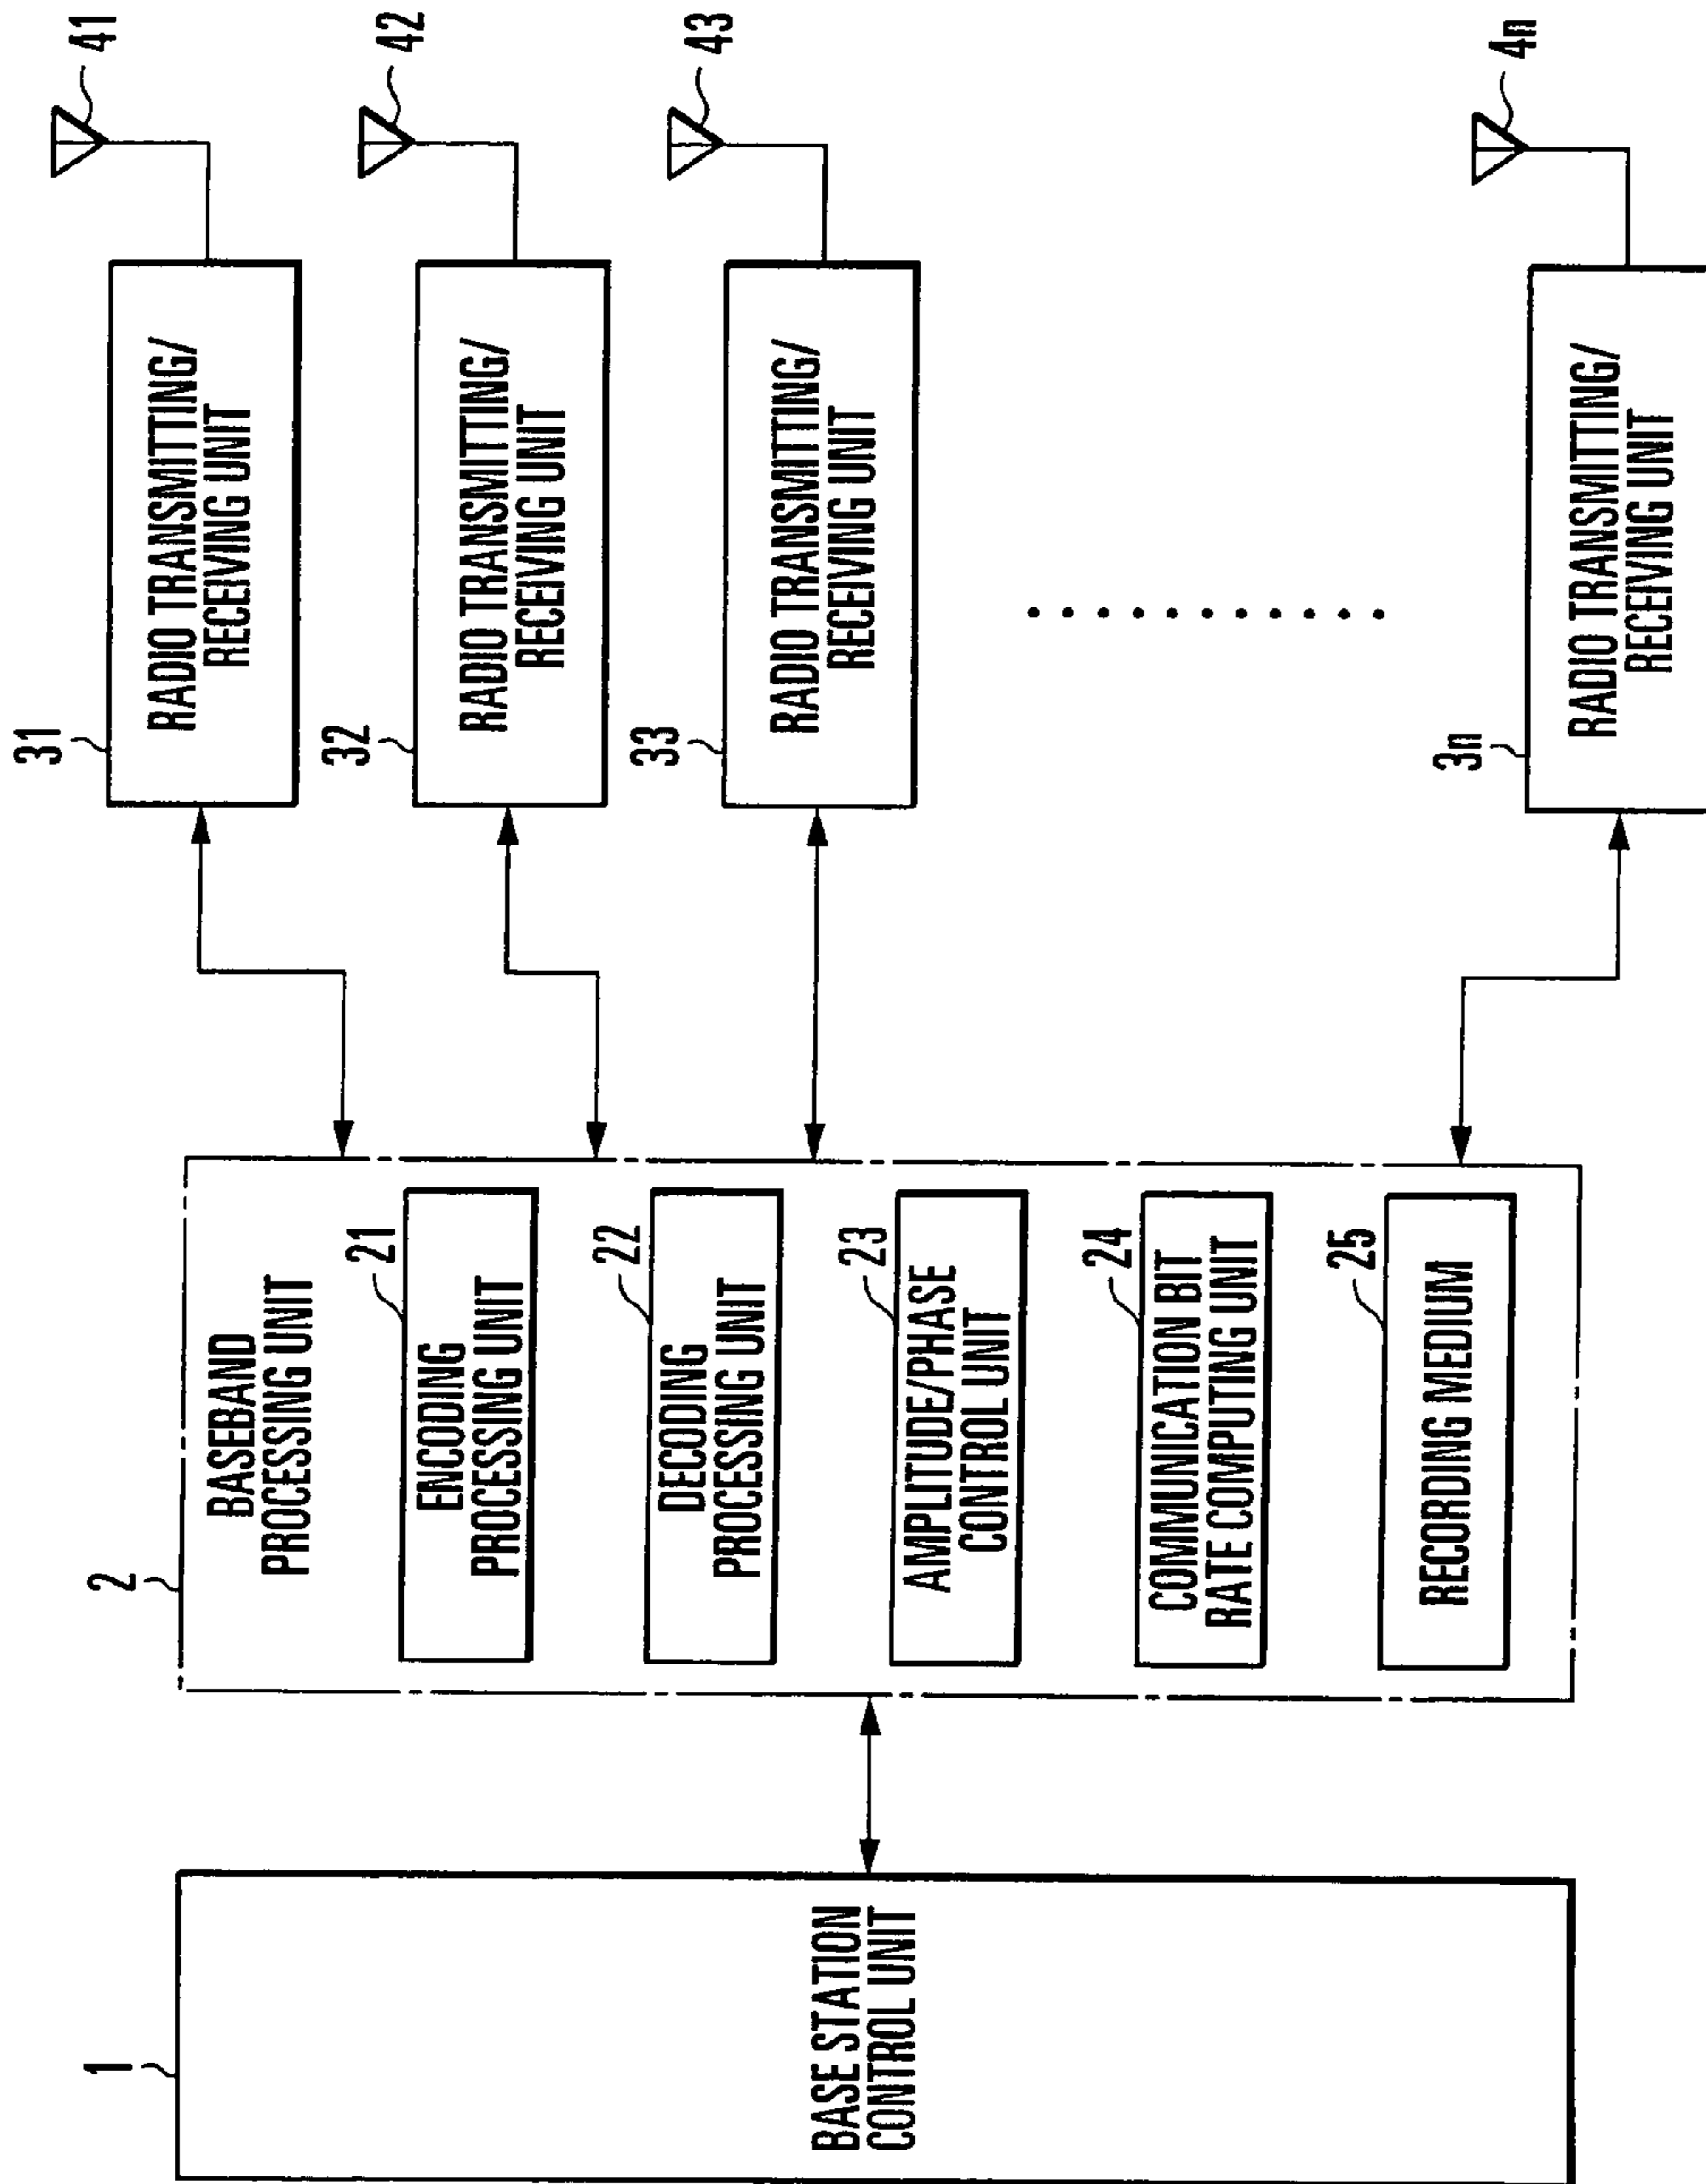 1
BASE STATION
CONTROL UNIT
2
BASEBAND
PROCESSING UNIT
21
ENCODING
PROCESSING UNIT
22
DECODING
PROCESSING UNIT
23
AMPLITUDE/PHASE
CONTROL UNIT
24
COMMUNICATION BIT
RATE COMPUTING UNIT
25
RECORDING MEDIUM
31
RADIO TRANSMITTING/
RECEIVING UNIT
41
32
RADIO TRANSMITTING/
RECEIVING UNIT
42
33
RADIO TRANSMITTING/
RECEIVING UNIT
43
3n
RADIO TRANSMITTING/
RECEIVING UNIT
4n